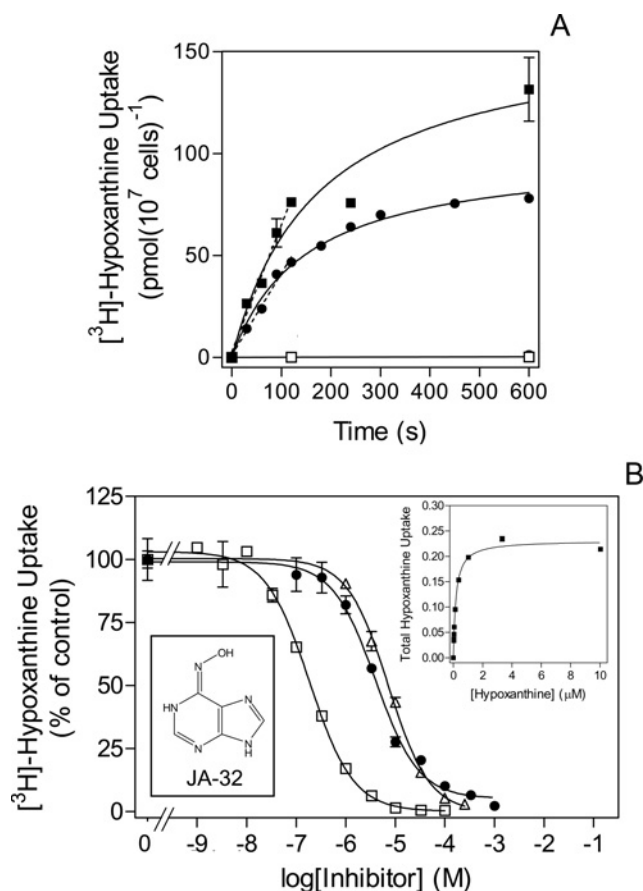 A
[³H]-Hypoxanthine Uptake
(pmol(10⁷ cells)⁻¹
150
100
50
0
0 100 200 300 400 500 600
Time (s)
B
[³H]-Hypoxanthine Uptake
(% of control)
125
100
75
50
25
0
0 -9 -8 -7 -6 -5 -4 -3 -2 -1
log[Inhibitor] (M)
OH
N
HN
N
N
N
H
JA-32
Total Hypoxanthine Uptake
0.30
0.25
0.20
0.15
0.10
0.05
0.00
0 2 4 6 8 10
[Hypoxanthine] (μM)